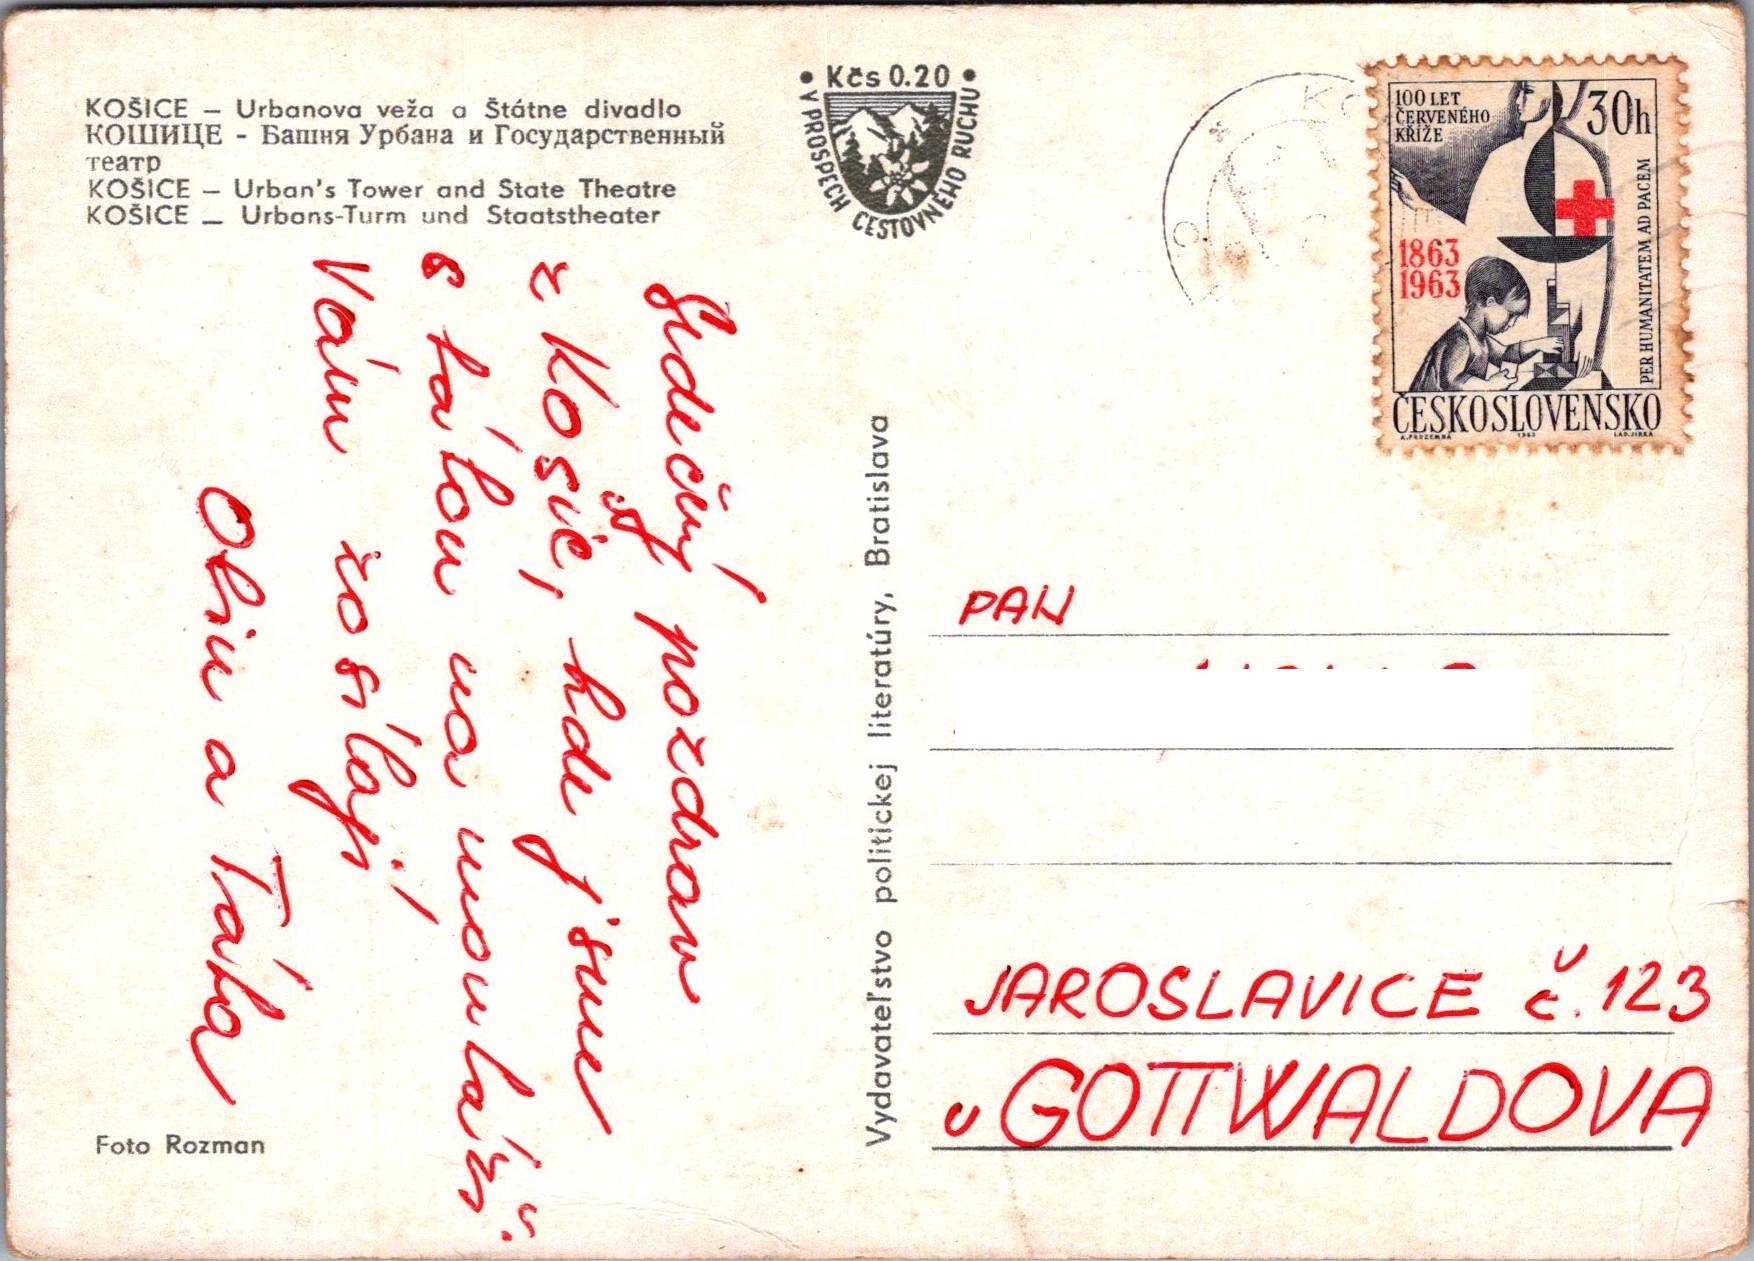 KOŠICE – Urbanova veža a Štátne divadlo
КОШИЦЕ - Башня Урбана и Государственный
театр
KOŠICE – Urban's Tower and State Theatre
KOŠICE – Urbans-Turm und Staatstheater
• Kčs 0.20 •
V PROSPECH CESTOVNÉHO RUCHU
100 LET
ČERVENÉHO
KŘÍŽE
30h
1863
1963
PER HUMANITATEM AD PACEM
ČESKOSLOVENSKO
1963
LAD.JIRKA
Srdečný pozdrav
z Košic, kde jsme
s tátou na
Vám zasílají
a Táta
Vydavateľstvo politickej literatúry, Bratislava
PAN
JAROSLAVICE č. 123
u GOTTWALDOVA
Foto Rozman